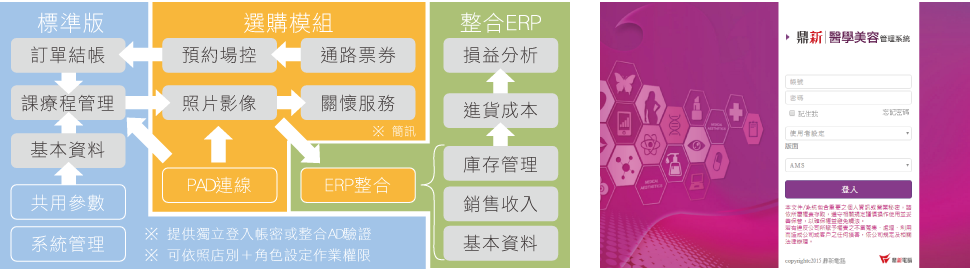 標準版
選購模組
整合ERP
訂單結帳
預約場控
通路票券
損益分析
課療程管理
照片影像
關懷服務
進貨成本
※ 簡訊
基本資料
庫存管理
PAD連線
ERP整合
共用參數
銷售收入
系統管理
基本資料
※ 提供獨立登入帳密或整合AD驗證
※ 可依照店別＋角色設定作業權限
鼎新 醫學美容管理系統
帳號
密碼
記住我
忘記密碼
使用者設定
版面
AMS
登入
copyright©2015 鼎新電腦
鼎新電腦